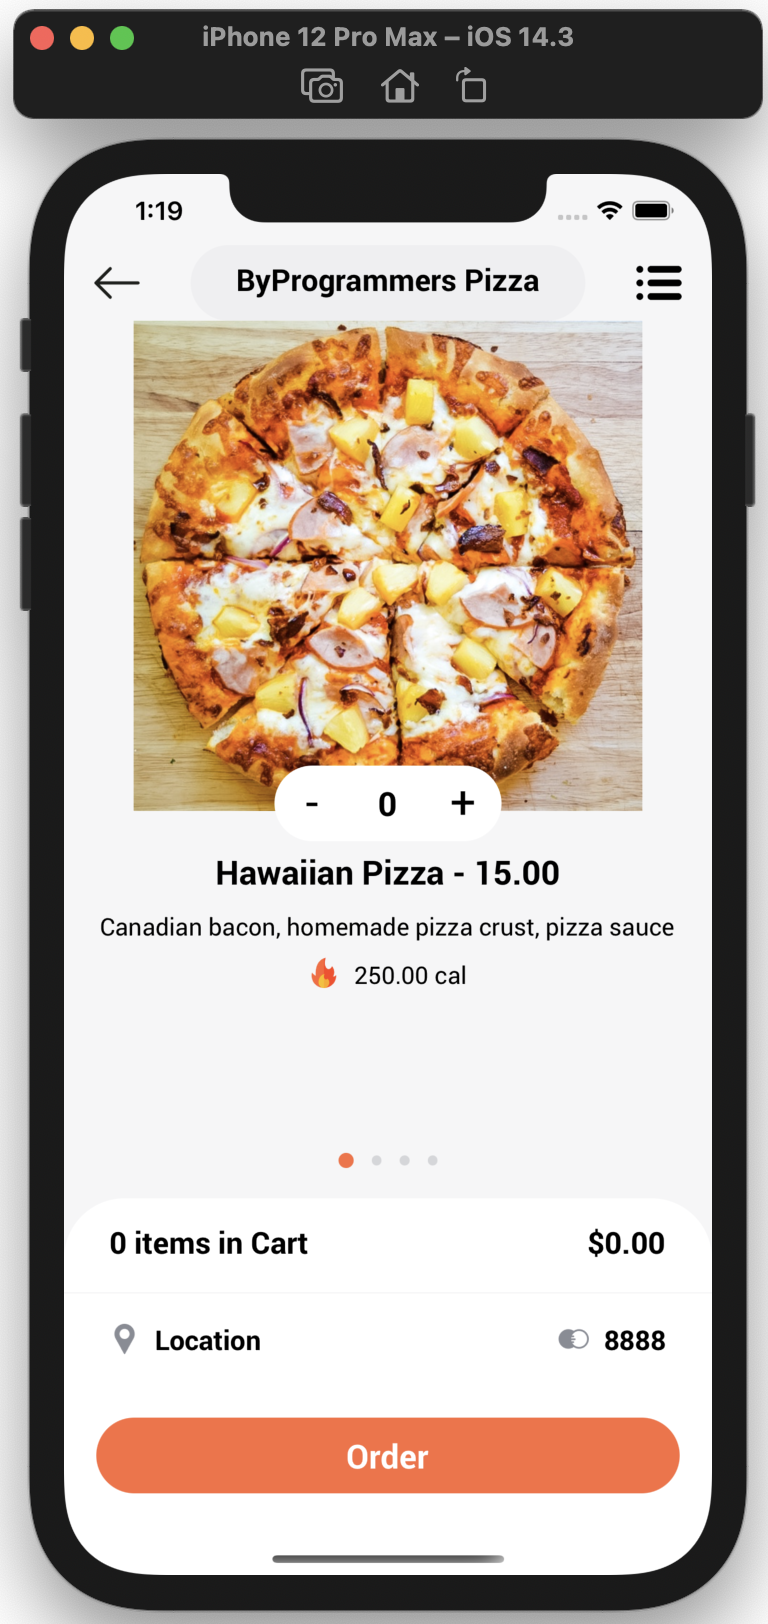 iPhone 12 Pro Max – iOS 14.3
1:19
ByProgrammers Pizza
- 0 +
Hawaiian Pizza - 15.00
Canadian bacon, homemade pizza crust, pizza sauce
250.00 cal
0 items in Cart $0.00
Location 8888
Order